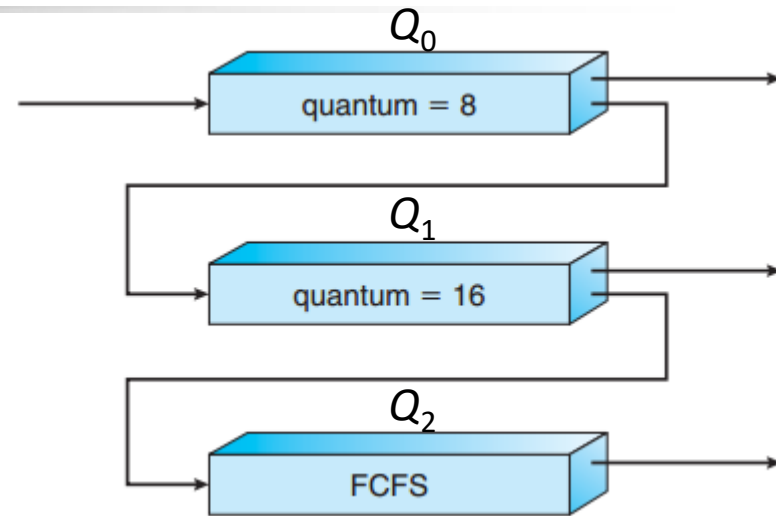 Q₀
quantum = 8
Q₁
quantum = 16
Q₂
FCFS